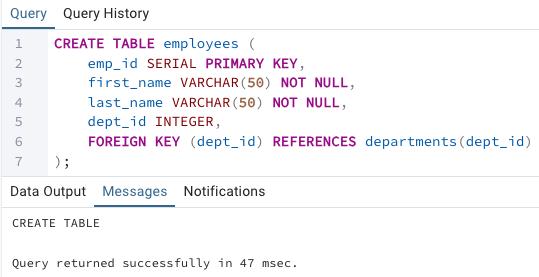 Query Query History
1 CREATE TABLE employees (
2 emp_id SERIAL PRIMARY KEY,
3 first_name VARCHAR(50) NOT NULL,
4 last_name VARCHAR(50) NOT NULL,
5 dept_id INTEGER,
6 FOREIGN KEY (dept_id) REFERENCES departments(dept_id)
7 );
Data Output Messages Notifications
CREATE TABLE
Query returned successfully in 47 msec.